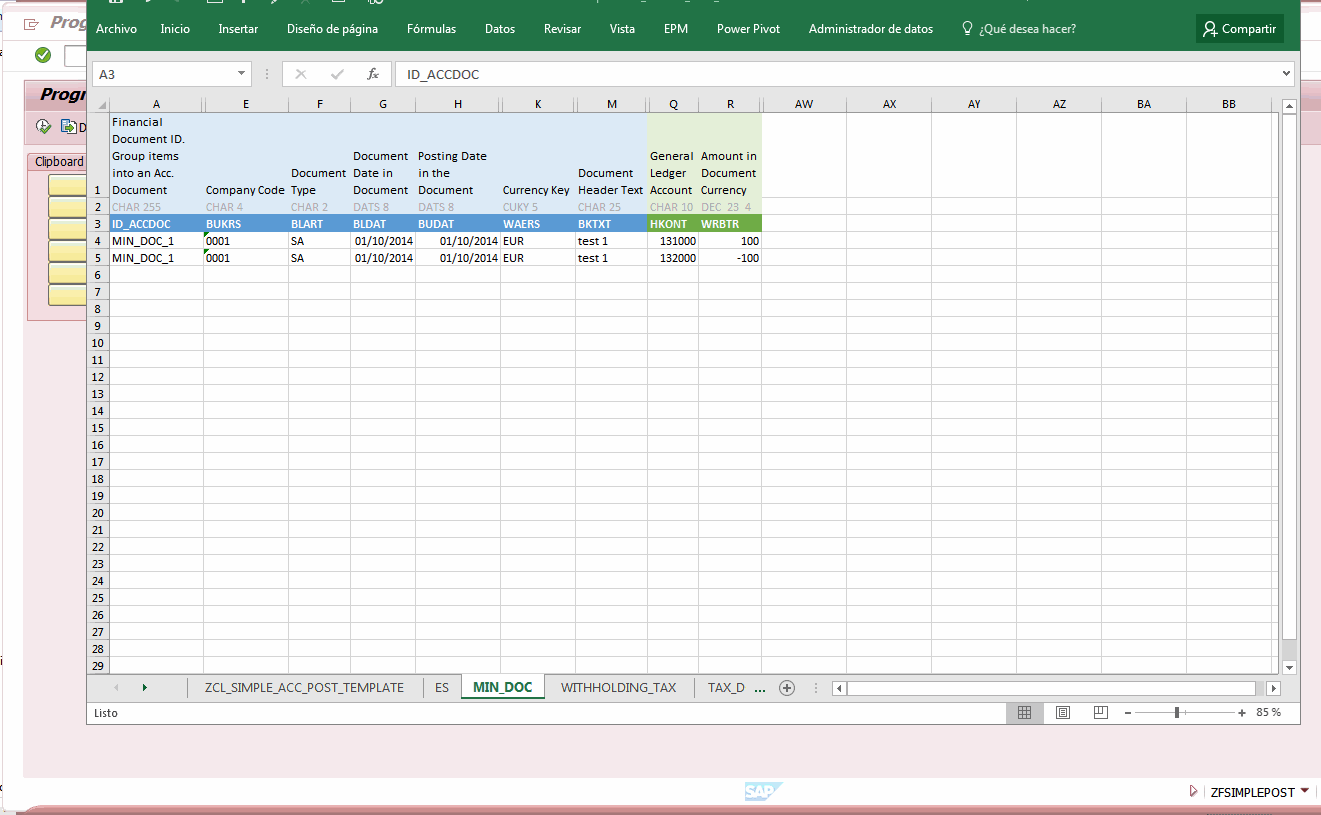 Prog
Archivo Inicio Insertar Diseño de página Fórmulas Datos Revisar Vista EPM Power Pivot Administrador de datos ¿Qué desea hacer? Compartir
A3 fx ID_ACCDOC
Progr
Clipboard
A E F G H K M Q R AW AX AY AZ BA BB
1 Financial Document ID. Group items into an Acc. Document Company Code Document Type Document Date in Document Posting Date in the Document Currency Key Document Header Text General Ledger Account Amount in Document Currency
2 CHAR 255 CHAR 4 CHAR 2 DATS 8 DATS 8 CUKY 5 CHAR 25 CHAR 10 DEC 23 4
3 ID_ACCDOC BUKRS BLART BLDAT BUDAT WAERS BKTXT HKONT WRBTR
4 MIN_DOC_1 0001 SA 01/10/2014 01/10/2014 EUR test 1 131000 100
5 MIN_DOC_1 0001 SA 01/10/2014 01/10/2014 EUR test 1 132000 -100
6
7
8
9
10
11
12
13
14
15
16
17
18
19
20
21
22
23
24
25
26
27
28
29
ZCL_SIMPLE_ACC_POST_TEMPLATE ES MIN_DOC WITHHOLDING_TAX TAX_D ...
Listo 85 %
SAP ZFSIMPLEPOST